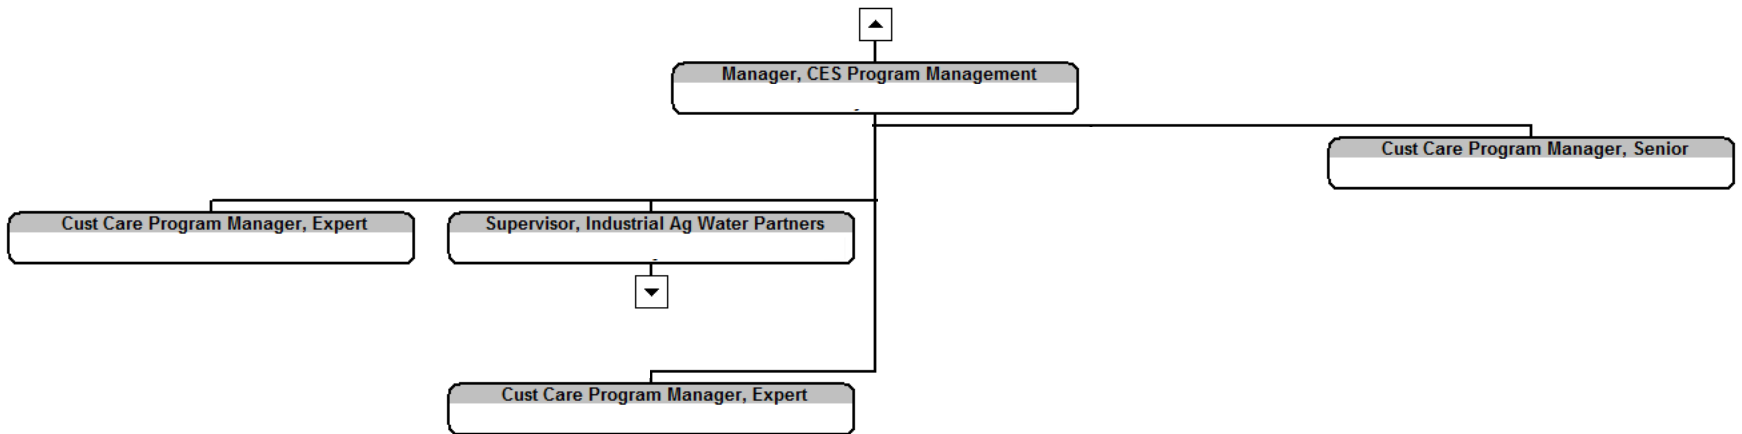 Manager, CES Program Management
Cust Care Program Manager, Senior
Cust Care Program Manager, Expert
Supervisor, Industrial Ag Water Partners
Cust Care Program Manager, Expert